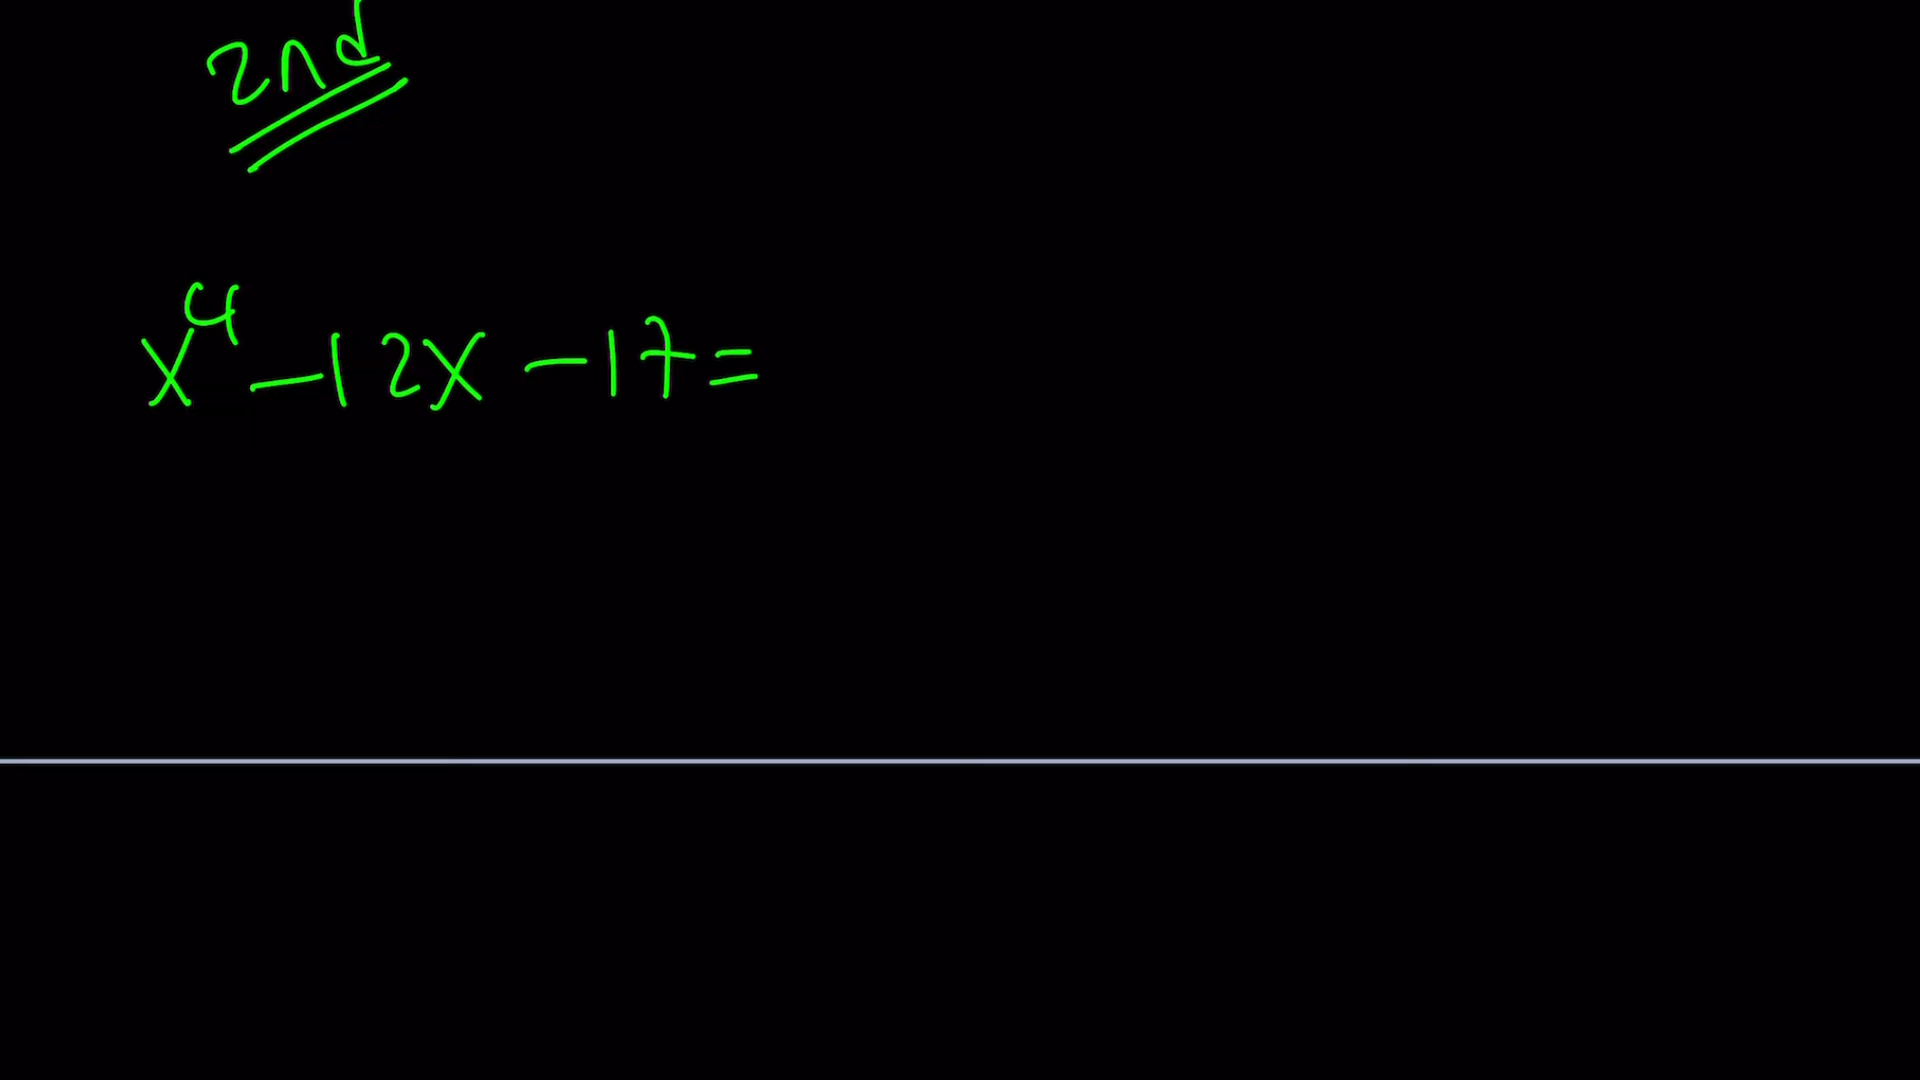 2nd
x⁴ - 12x - 17 =